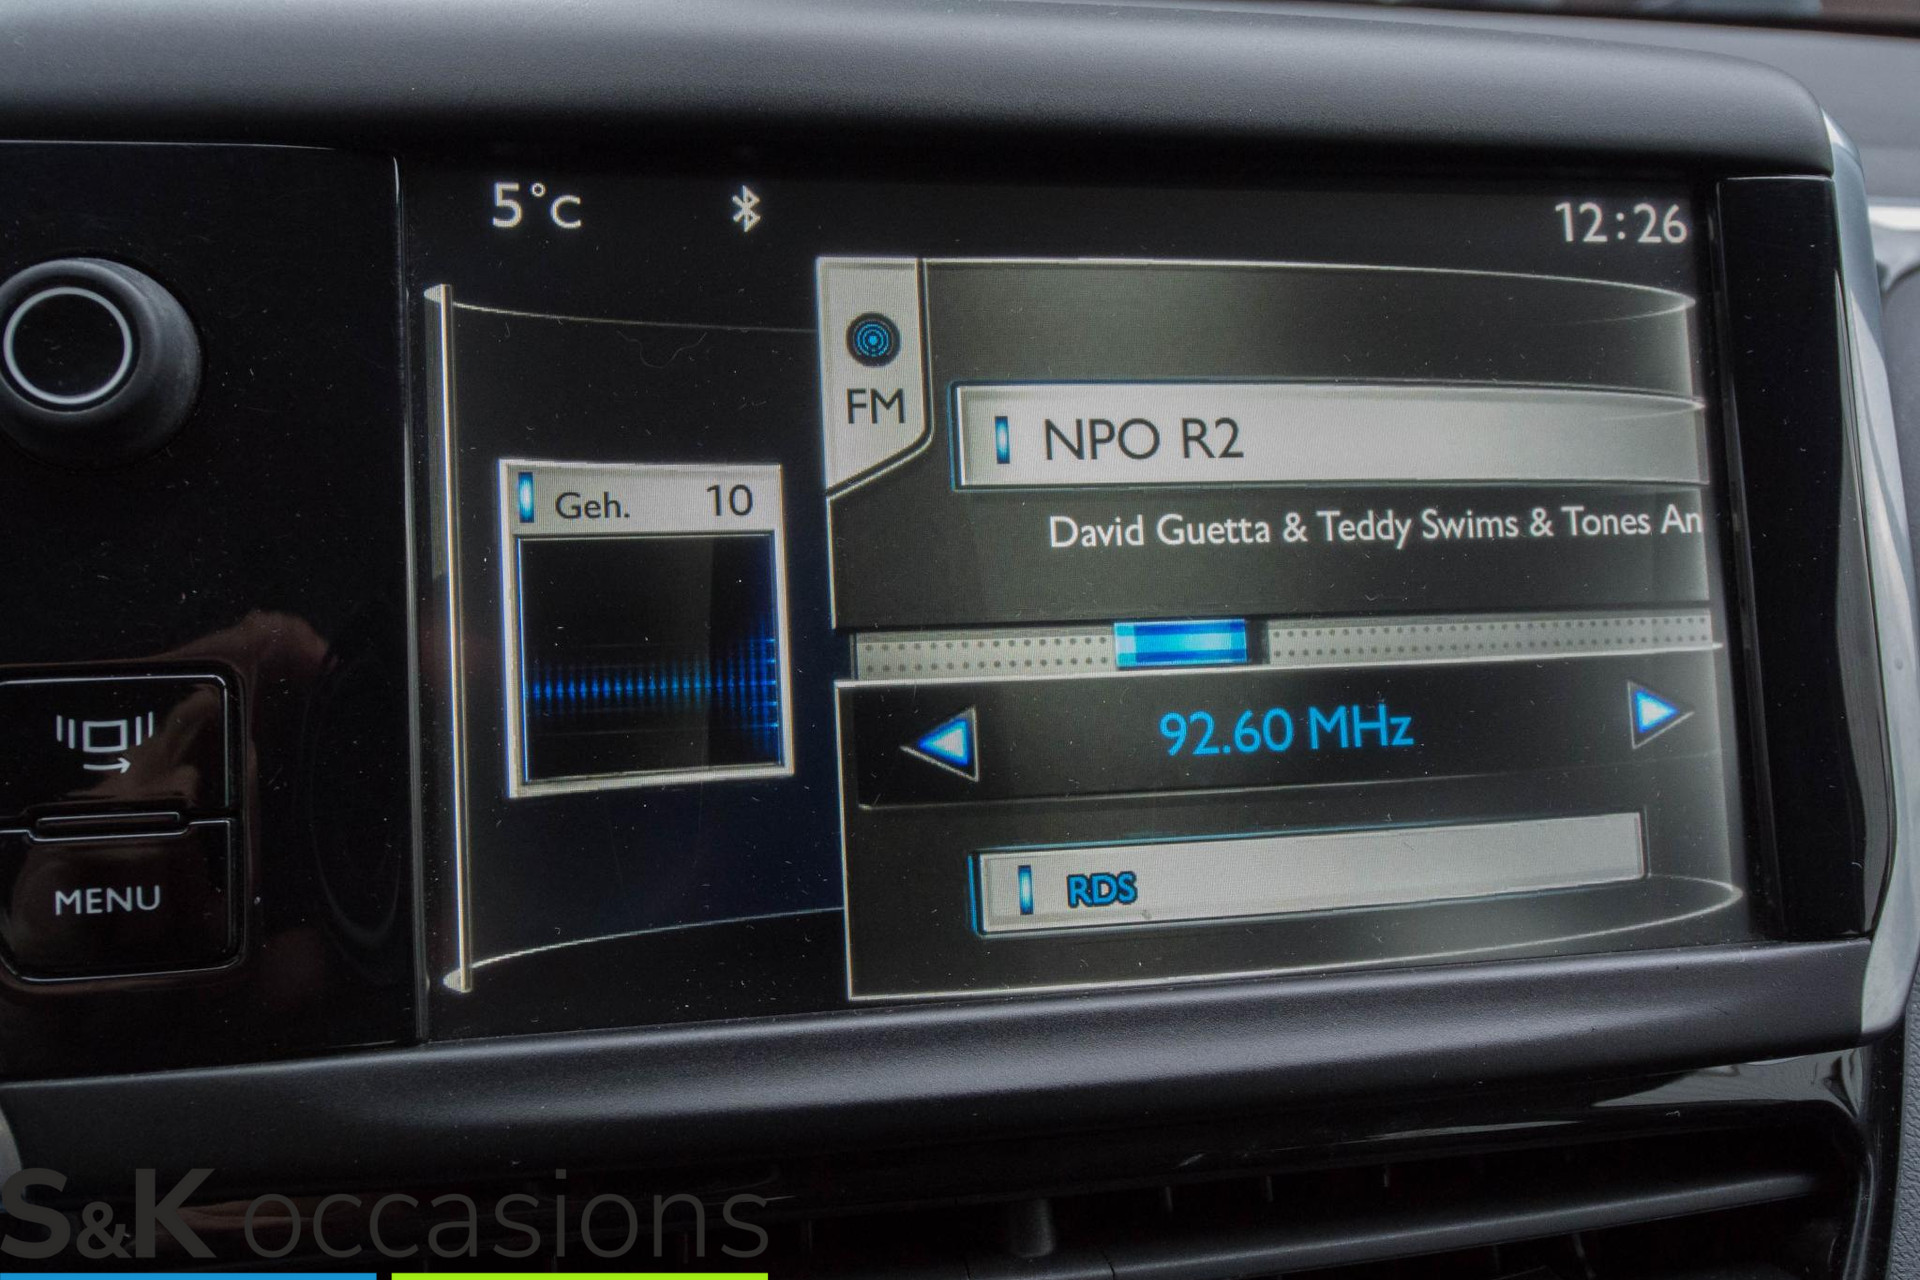 5°C
12:26
FM
NPO R2
Geh. 10
David Guetta & Teddy Swims & Tones An
92.60 MHz
RDS
MENU
S&K occasions